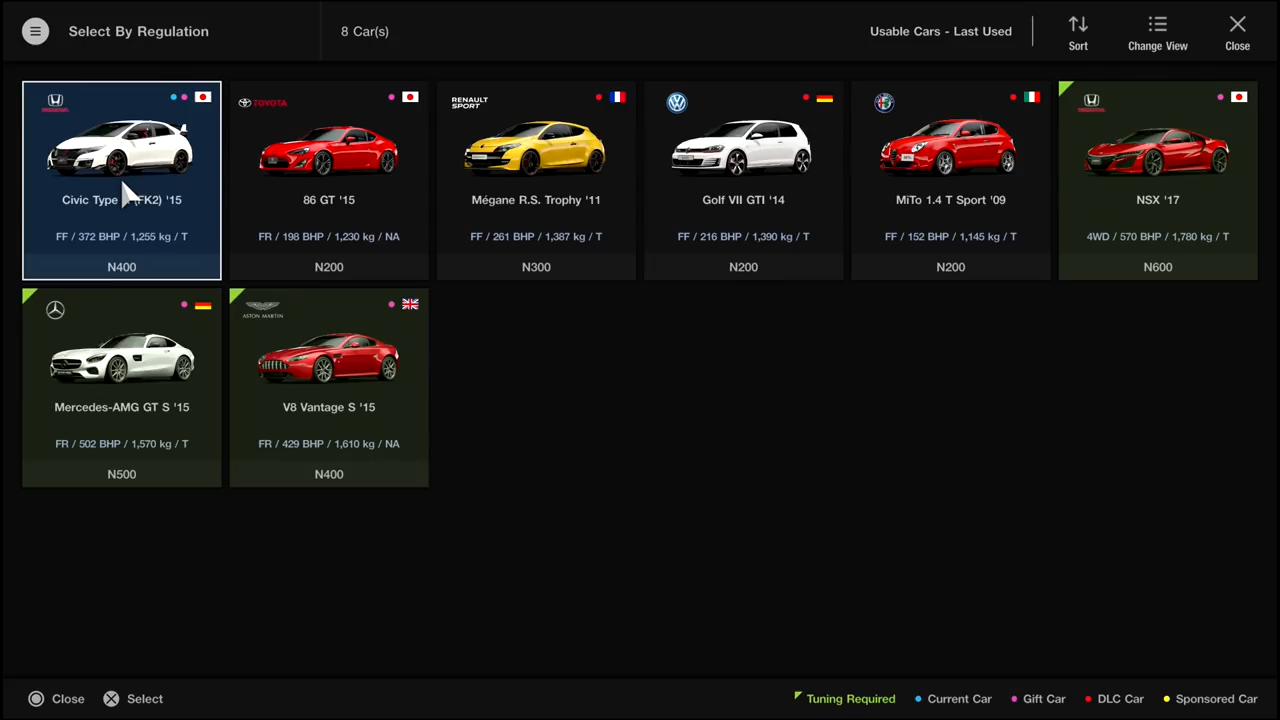 Select By Regulation
8 Car(s)
Usable Cars - Last Used
Sort
Change View
Close
HONDA
Civic Type (FK2) '15
FF / 372 BHP / 1,255 kg / T
N400
TOYOTA
86 GT '15
FR / 198 BHP / 1,230 kg / NA
N200
RENAULT
SPORT
Mégane R.S. Trophy '11
FF / 261 BHP / 1,387 kg / T
N300
Golf VII GTI '14
FF / 216 BHP / 1,390 kg / T
N200
MiTo 1.4 T Sport '09
FF / 152 BHP / 1,145 kg / T
N200
HONDA
NSX '17
4WD / 570 BHP / 1,780 kg / T
N600
Mercedes-AMG GT S '15
FR / 502 BHP / 1,570 kg / T
N500
ASTON MARTIN
V8 Vantage S '15
FR / 429 BHP / 1,610 kg / NA
N400
Close
Select
Tuning Required
Current Car
Gift Car
DLC Car
Sponsored Car